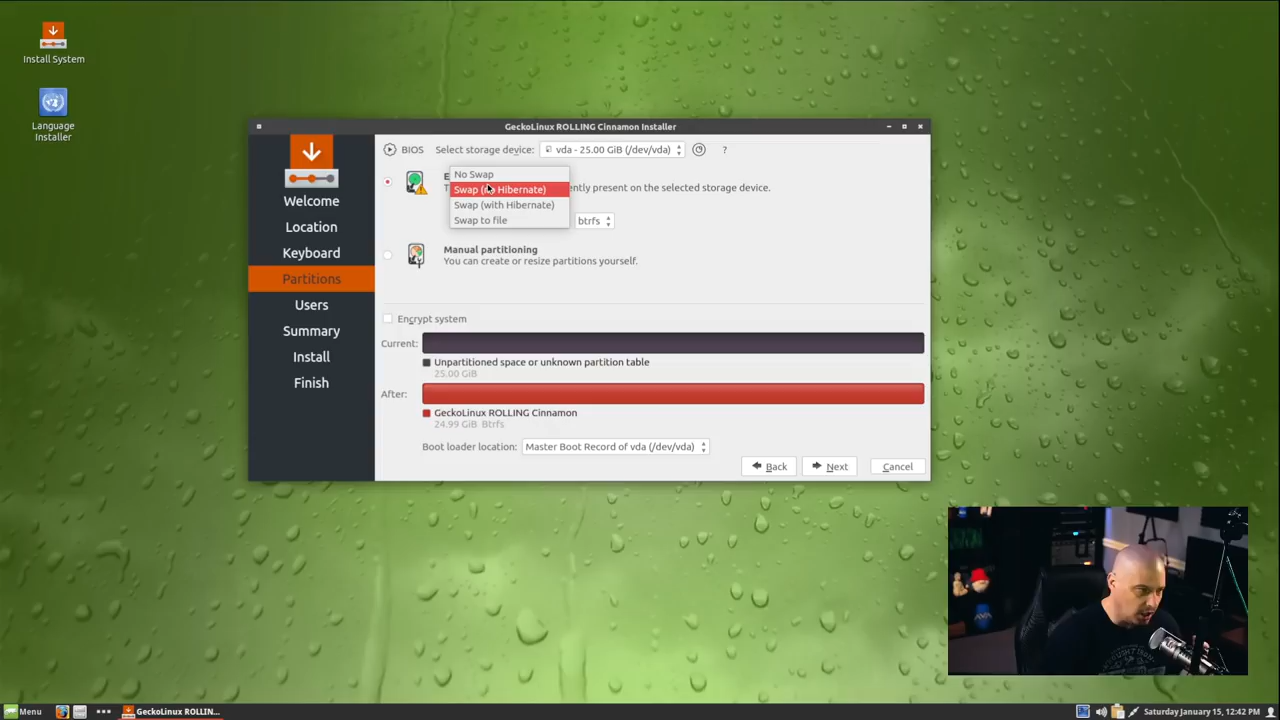 Install System
Language
Installer
GeckoLinux ROLLING Cinnamon Installer
Welcome
Location
Keyboard
Partitions
Users
Summary
Install
Finish
BIOS Select storage device: vda - 25.00 GiB (/dev/vda) ?
No Swap
Swap (no Hibernate)
ently present on the selected storage device.
Swap (with Hibernate)
Swap to file
btrfs
Manual partitioning
You can create or resize partitions yourself.
Encrypt system
Current:
Unpartitioned space or unknown partition table
25.00 GiB
After:
GeckoLinux ROLLING Cinnamon
24.99 GiB Btrfs
Boot loader location: Master Boot Record of vda (/dev/vda)
Back Next Cancel
Menu
GeckoLinux ROLLIN...
Saturday January 15, 12:42 PM